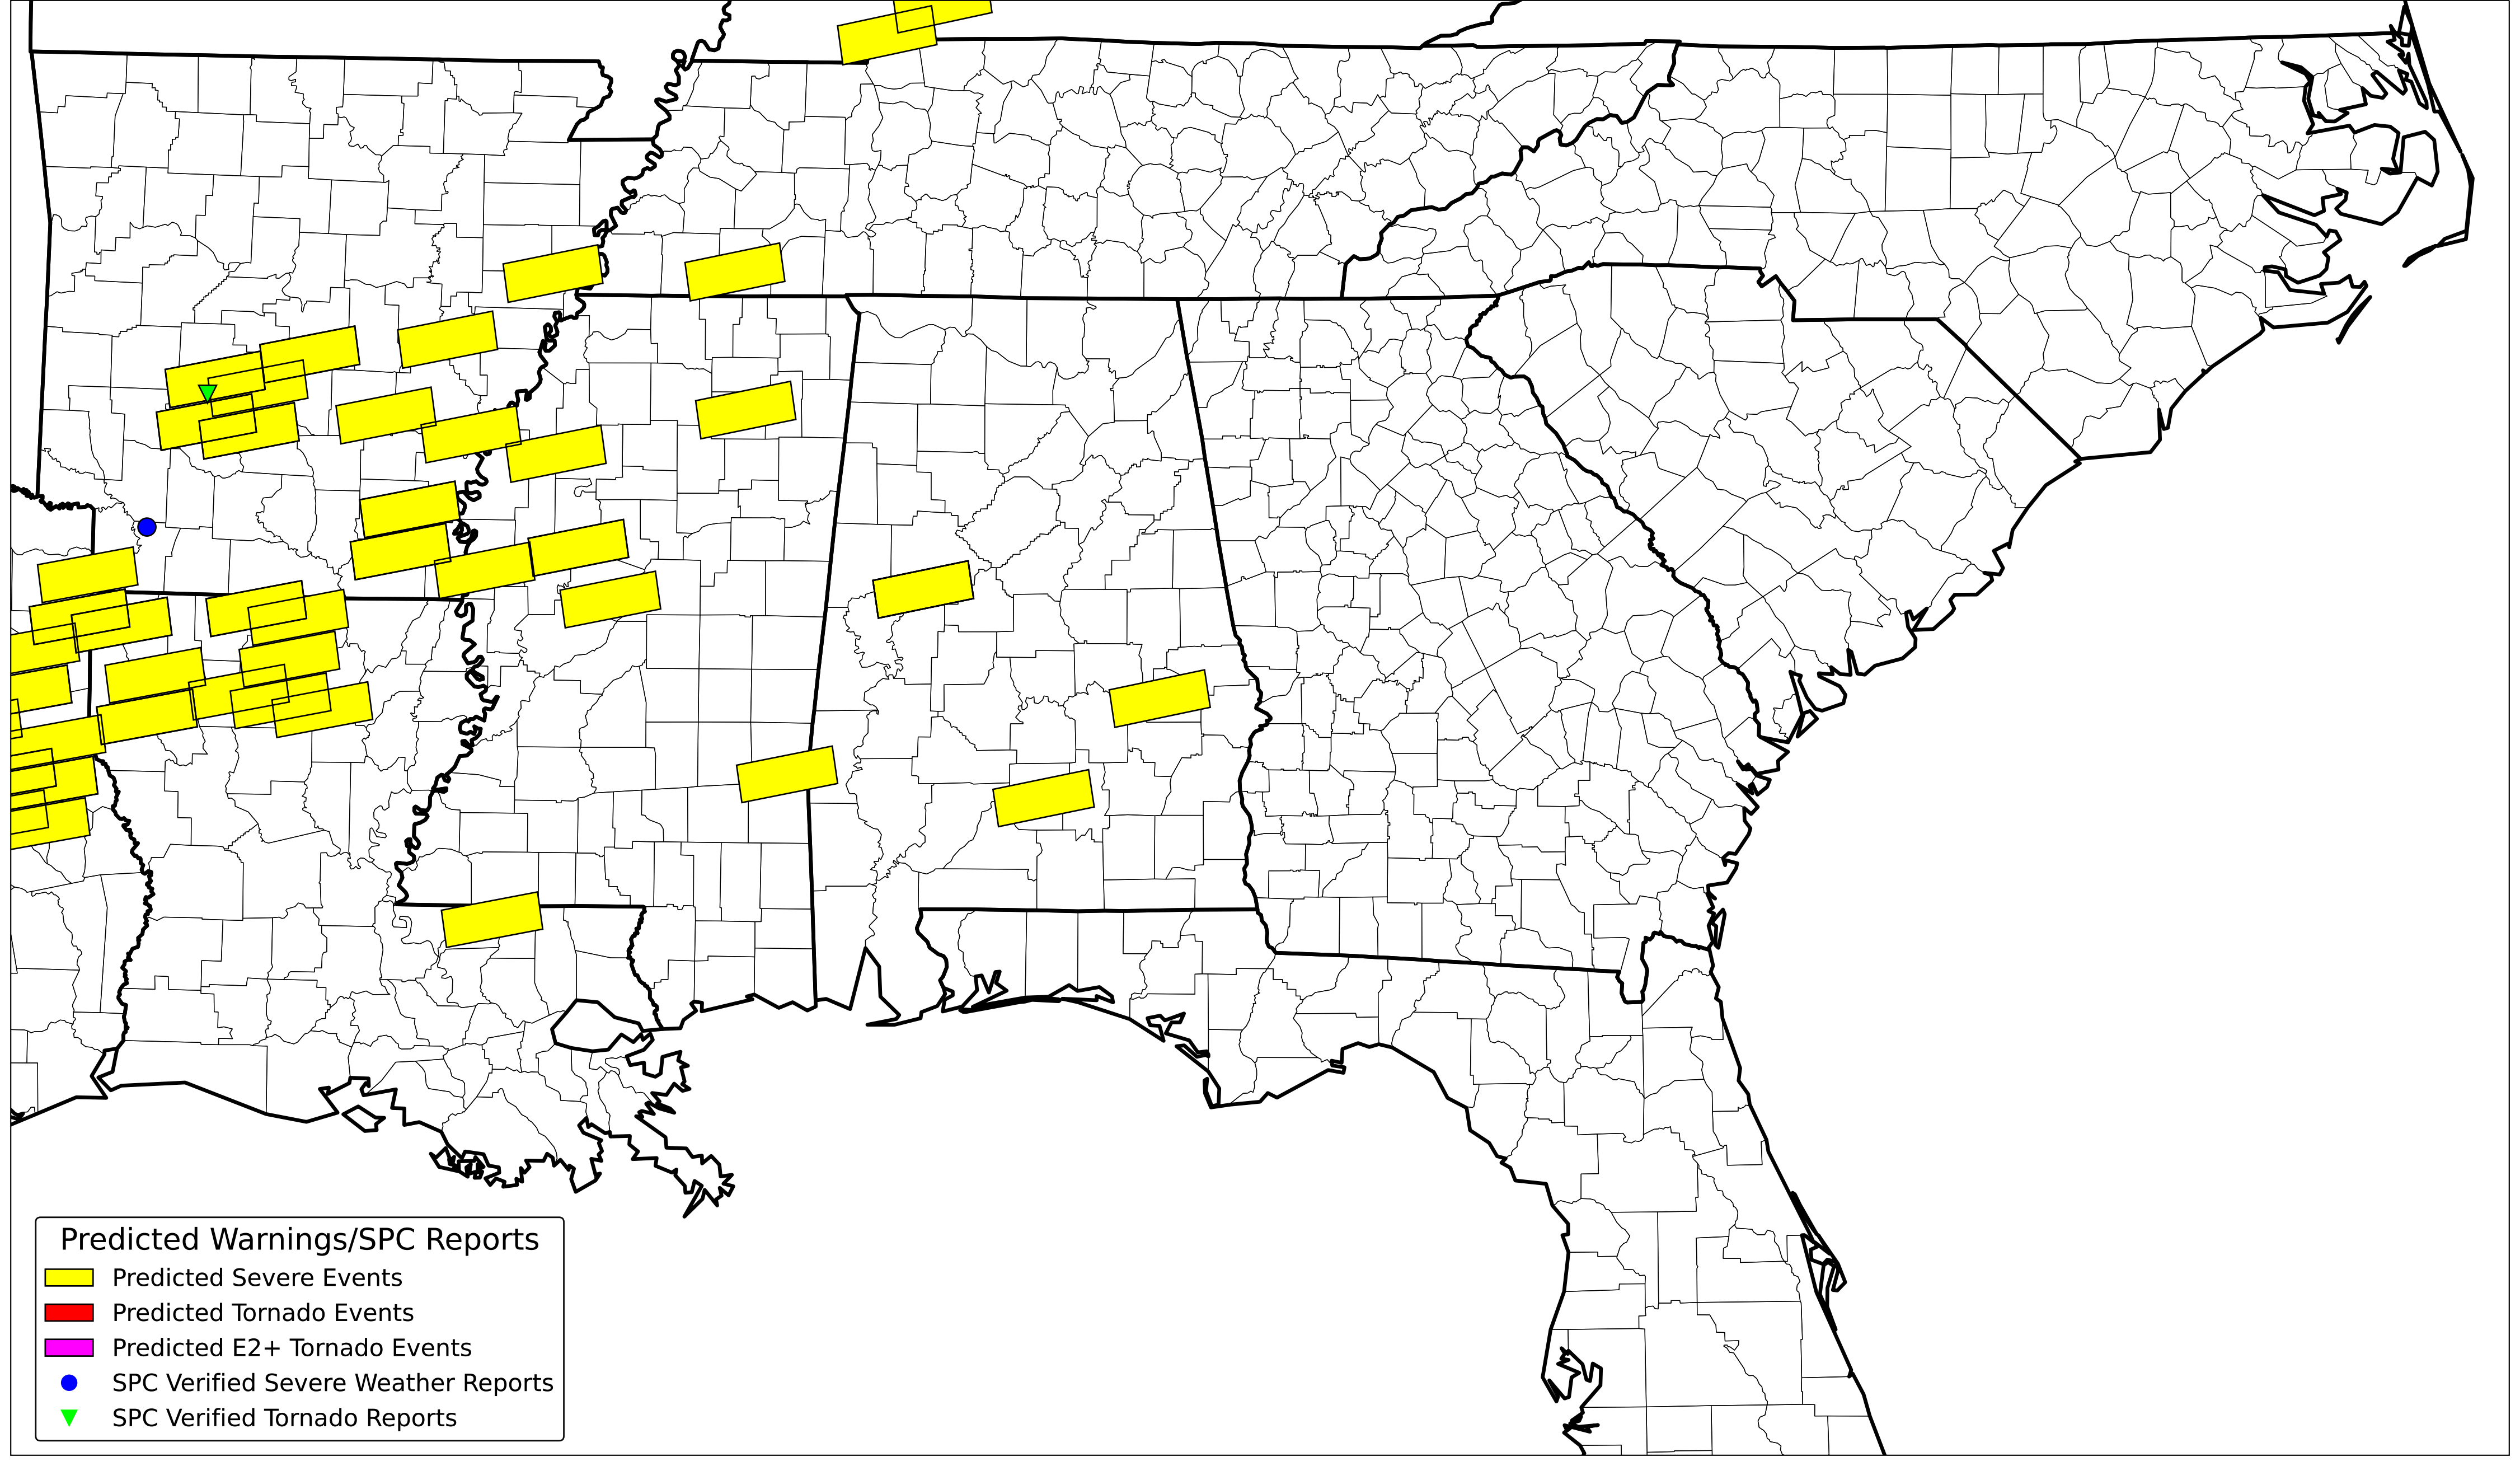 Predicted Warnings/SPC Reports
Predicted Severe Events
Predicted Tornado Events
Predicted E2+ Tornado Events
SPC Verified Severe Weather Reports
SPC Verified Tornado Reports